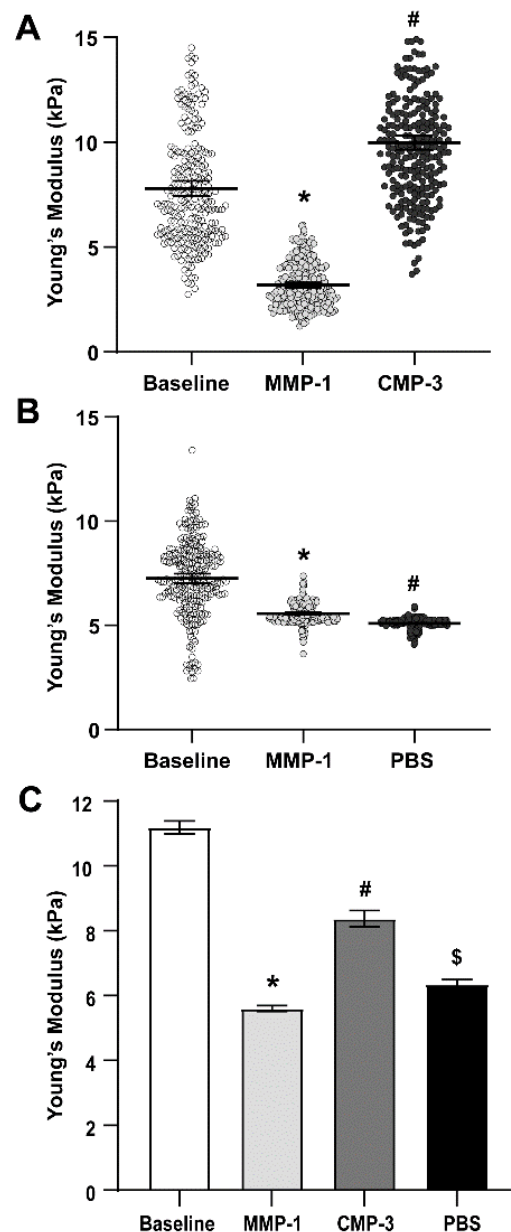 A
#
15
10
*
5
0
Young's Modulus (kPa)
Baseline MMP-1 CMP-3
B
15
10
*
#
5
0
Young's Modulus (kPa)
Baseline MMP-1 PBS
C
12
10
#
8
$
*
6
4
2
0
Young's Modulus (kPa)
Baseline MMP-1 CMP-3 PBS